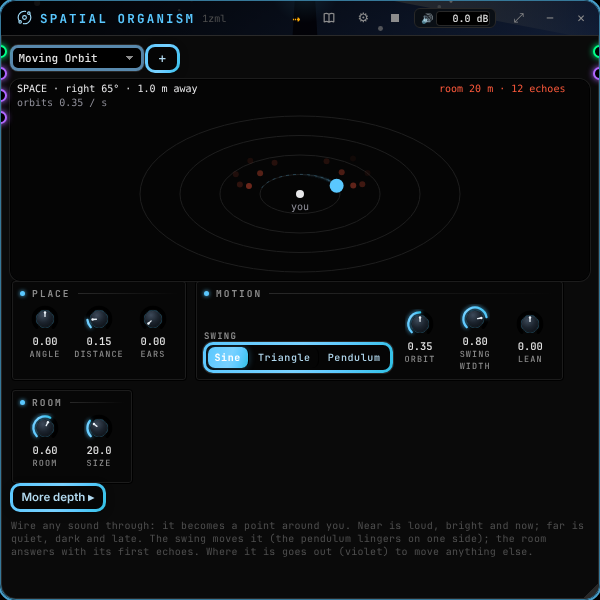 SPATIAL ORGANISM 1zml
0.0 dB
Moving Orbit
+
SPACE · right 65° · 1.0 m away
room 20 m · 12 echoes
orbits 0.35 / s
you
PLACE
0.00
ANGLE
0.15
DISTANCE
0.00
EARS
MOTION
SWING
Sine
Triangle
Pendulum
0.35
ORBIT
0.80
SWING
WIDTH
0.00
LEAN
ROOM
0.60
ROOM
20.0
SIZE
More depth ▸
Wire any sound through: it becomes a point around you. Near is loud, bright and now; far is
quiet, dark and late. The swing moves it (the pendulum lingers on one side); the room
answers with its first echoes. Where it is goes out (violet) to move anything else.